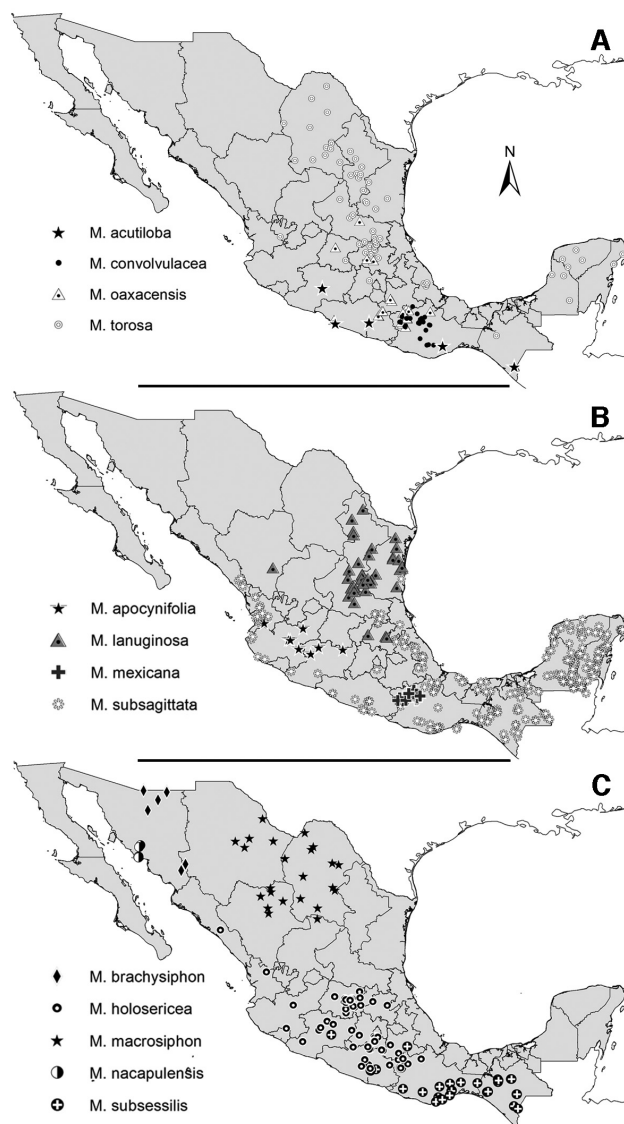 A
N
M. acutiloba
M. convolvulacea
M. oaxacensis
M. torosa
B
M. apocynifolia
M. lanuginosa
M. mexicana
M. subsagittata
C
M. brachysiphon
M. holosericea
M. macrosiphon
M. nacapulensis
M. subsessilis